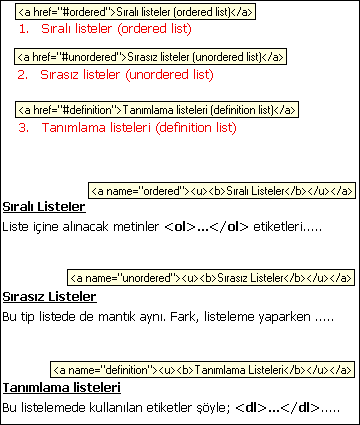 <a href="#ordered">Sıralı listeler (ordered list)</a>
1. Sıralı listeler (ordered list)
<a href="#unordered">Sırasız listeler (unordered list)</a>
2. Sırasız listeler (unordered list)
<a href="#definition">Tanımlama listeleri (definition list)</a>
3. Tanımlama listeleri (definition list)
<a name="ordered"><u><b>Sıralı Listeler</b></u></a>
Sıralı Listeler
Liste içine alınacak metinler <ol>...</ol> etiketleri.....
<a name="unordered"><u><b>Sırasız Listeler</b></u></a>
Sırasız Listeler
Bu tip listede de mantık aynı. Fark, listeleme yaparken .....
<a name="definition"><u><b>Tanımlama Listeleri</b></u></a>
Tanımlama listeleri
Bu listelemede kullanılan etiketler şöyle; <dl>...</dl>.....